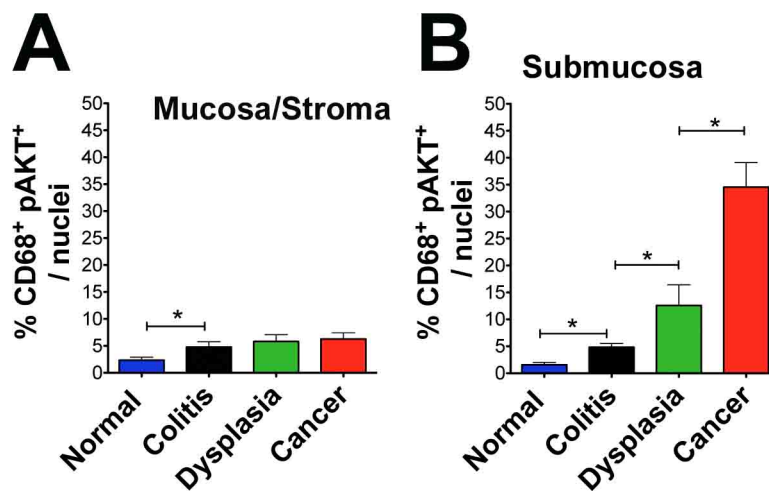 A
Mucosa/Stroma
% CD68⁺ pAKT⁺
/ nuclei
50
45
40
35
30
25
20
15
10
5
0
*
Normal
Colitis
Dysplasia
Cancer
B
Submucosa
% CD68⁺ pAKT⁺
/ nuclei
50
45
40
35
30
25
20
15
10
5
0
*
*
*
Normal
Colitis
Dysplasia
Cancer